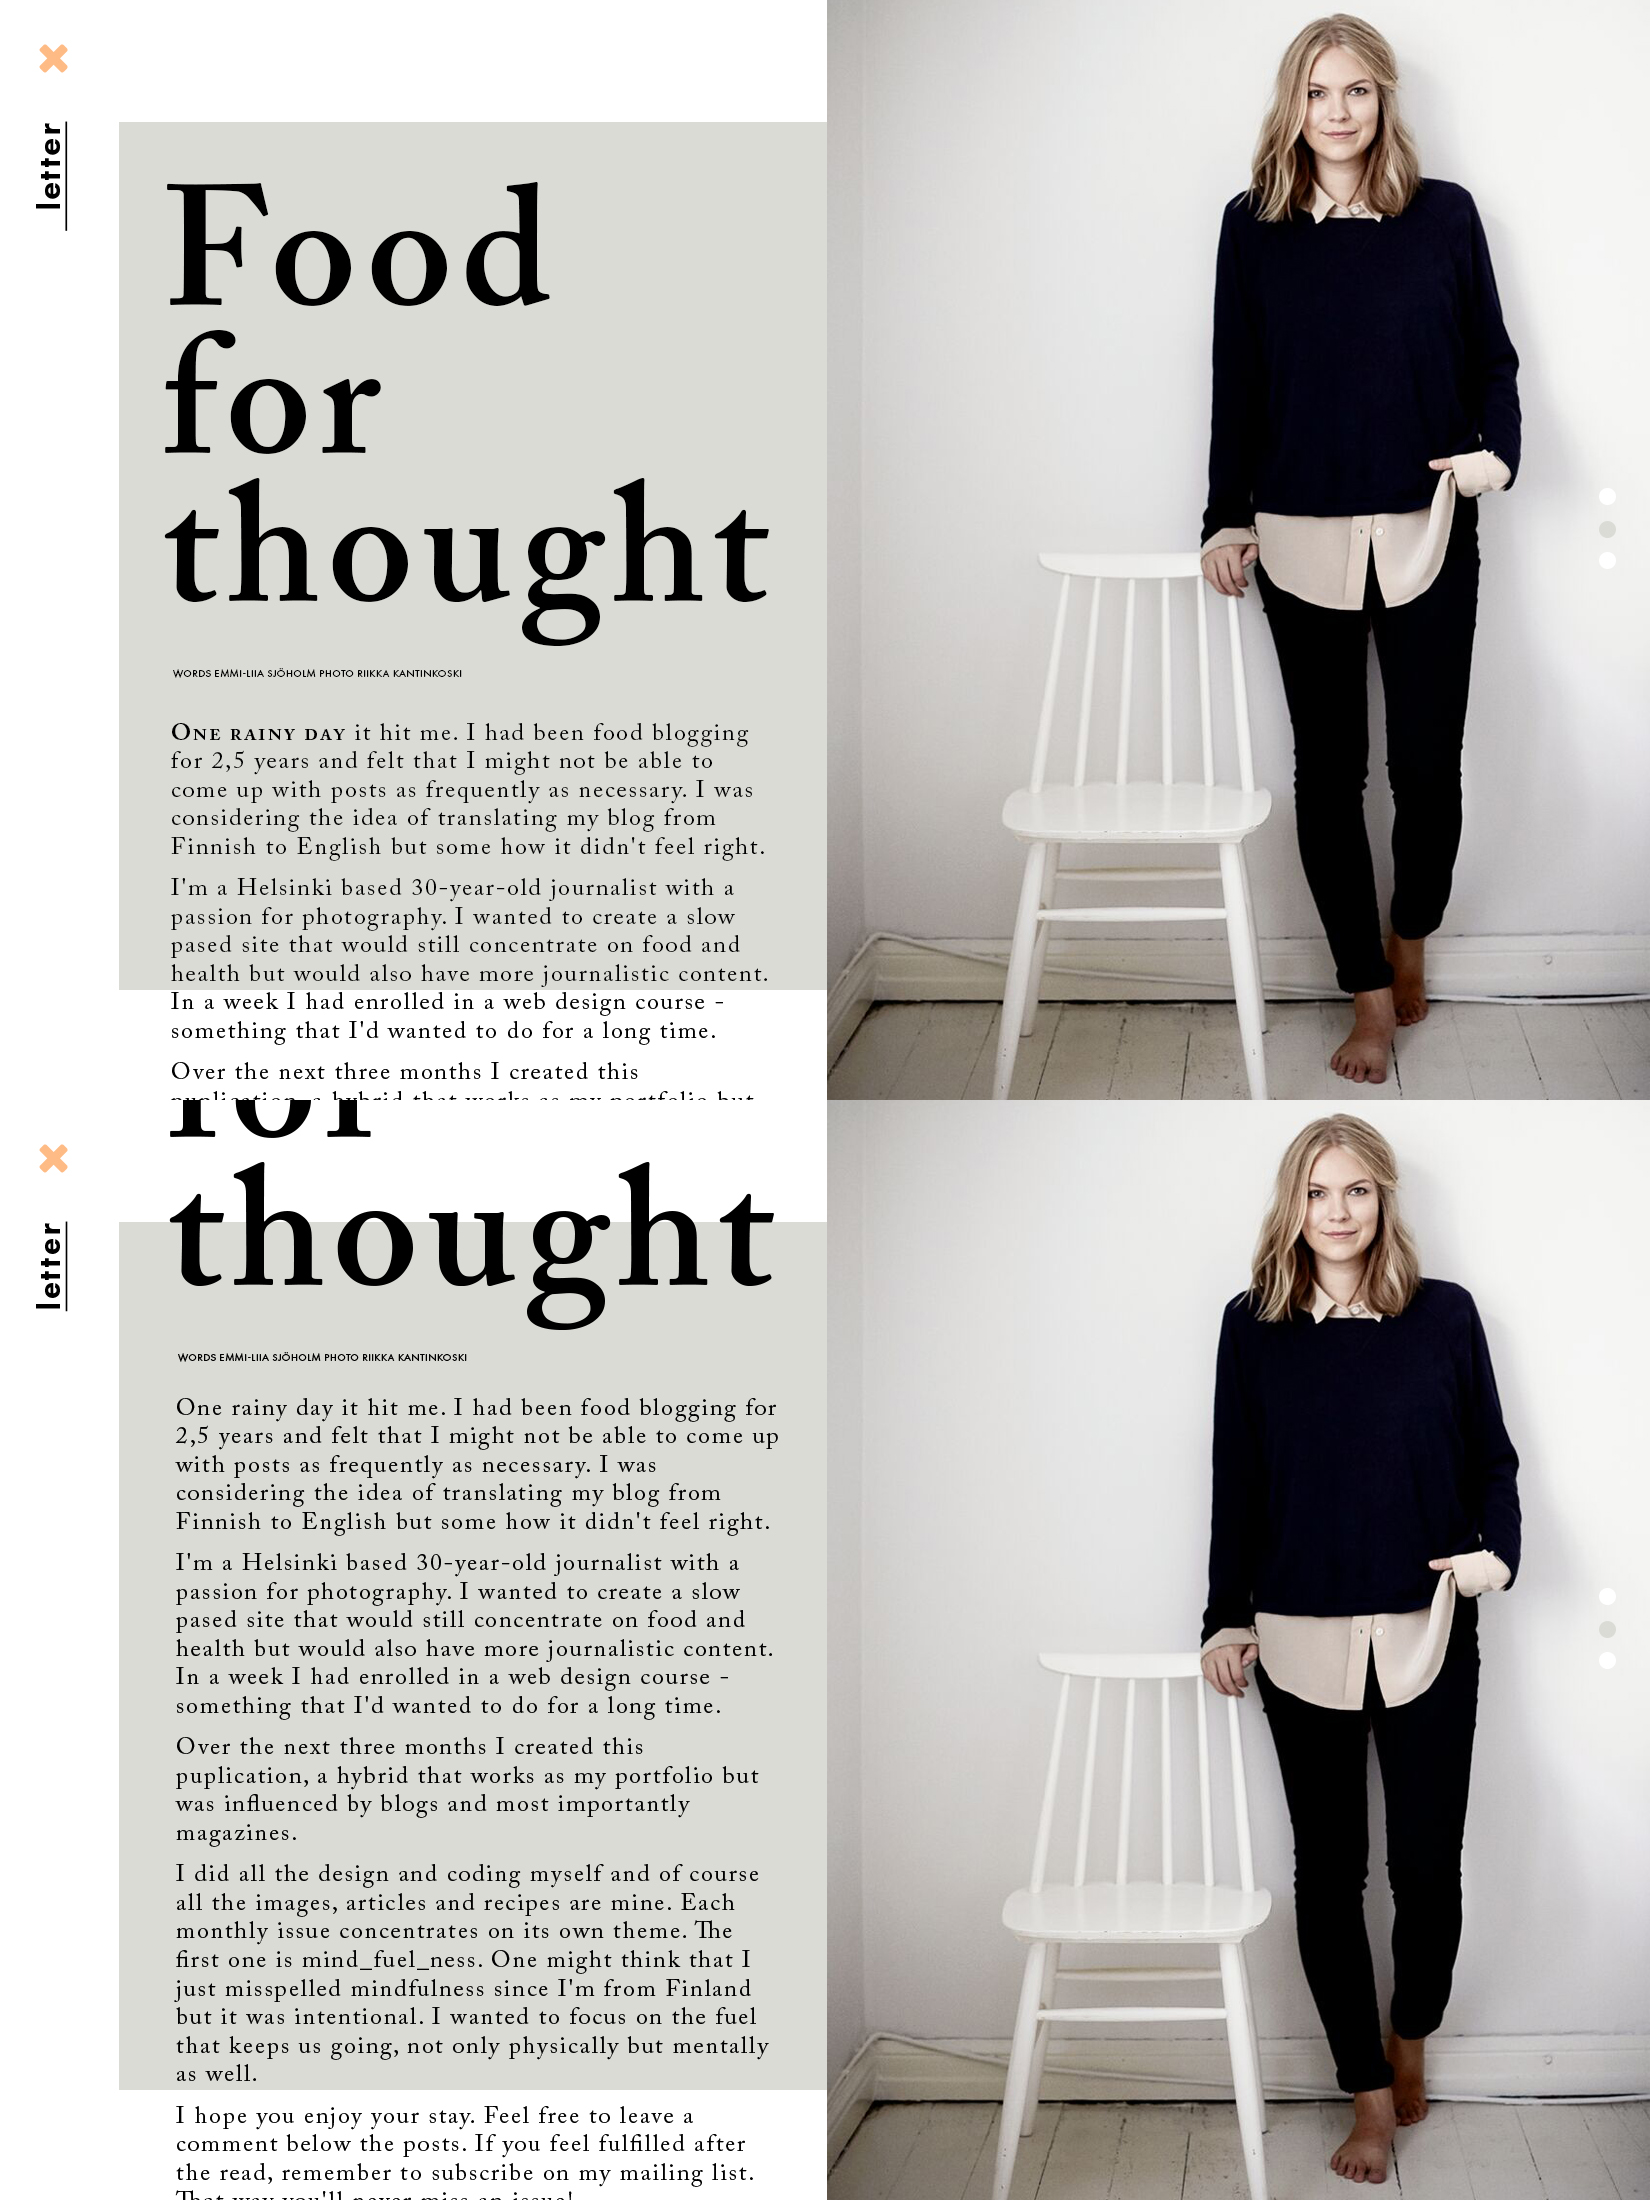 letter
Food
for
thought
WORDS EMMI-LIIA SJÖHOLM PHOTO RIIKKA KANTINKOSKI
ONE RAINY DAY it hit me. I had been food blogging
for 2,5 years and felt that I might not be able to
come up with posts as frequently as necessary. I was
considering the idea of translating my blog from
Finnish to English but some how it didn't feel right.
I'm a Helsinki based 30-year-old journalist with a
passion for photography. I wanted to create a slow
pased site that would still concentrate on food and
health but would also have more journalistic content.
In a week I had enrolled in a web design course -
something that I'd wanted to do for a long time.
Over the next three months I created this
puplication, a hybrid that works as my portfolio but
letter
for
thought
WORDS EMMI-LIIA SJÖHOLM PHOTO RIIKKA KANTINKOSKI
One rainy day it hit me. I had been food blogging for
2,5 years and felt that I might not be able to come up
with posts as frequently as necessary. I was
considering the idea of translating my blog from
Finnish to English but some how it didn't feel right.
I'm a Helsinki based 30-year-old journalist with a
passion for photography. I wanted to create a slow
pased site that would still concentrate on food and
health but would also have more journalistic content.
In a week I had enrolled in a web design course -
something that I'd wanted to do for a long time.
Over the next three months I created this
puplication, a hybrid that works as my portfolio but
was influenced by blogs and most importantly
magazines.
I did all the design and coding myself and of course
all the images, articles and recipes are mine. Each
monthly issue concentrates on its own theme. The
first one is mind_fuel_ness. One might think that I
just misspelled mindfulness since I'm from Finland
but it was intentional. I wanted to focus on the fuel
that keeps us going, not only physically but mentally
as well.
I hope you enjoy your stay. Feel free to leave a
comment below the posts. If you feel fulfilled after
the read, remember to subscribe on my mailing list.
That way you'll never miss an issue!